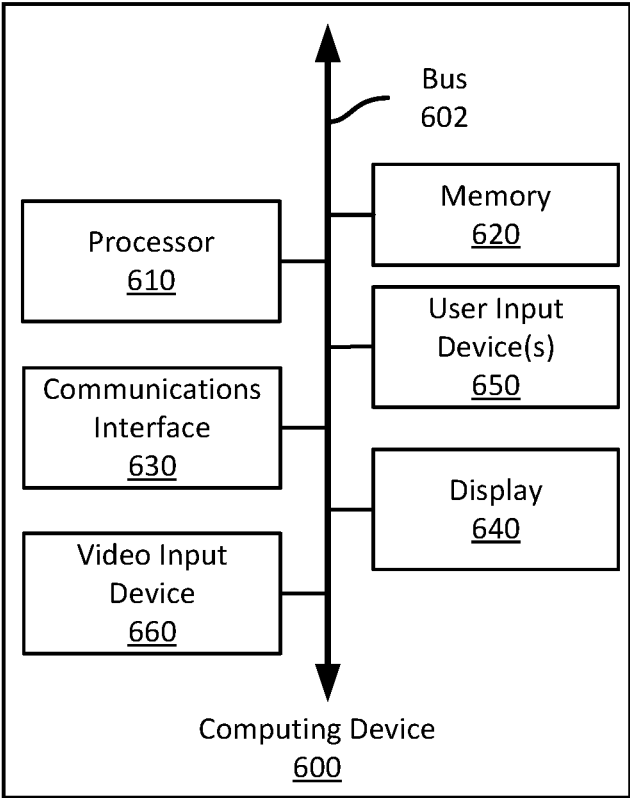 Bus
602
Memory
620
Processor
610
User Input
Device(s)
650
Communications
Interface
630
Display
640
Video Input
Device
660
Computing Device
600